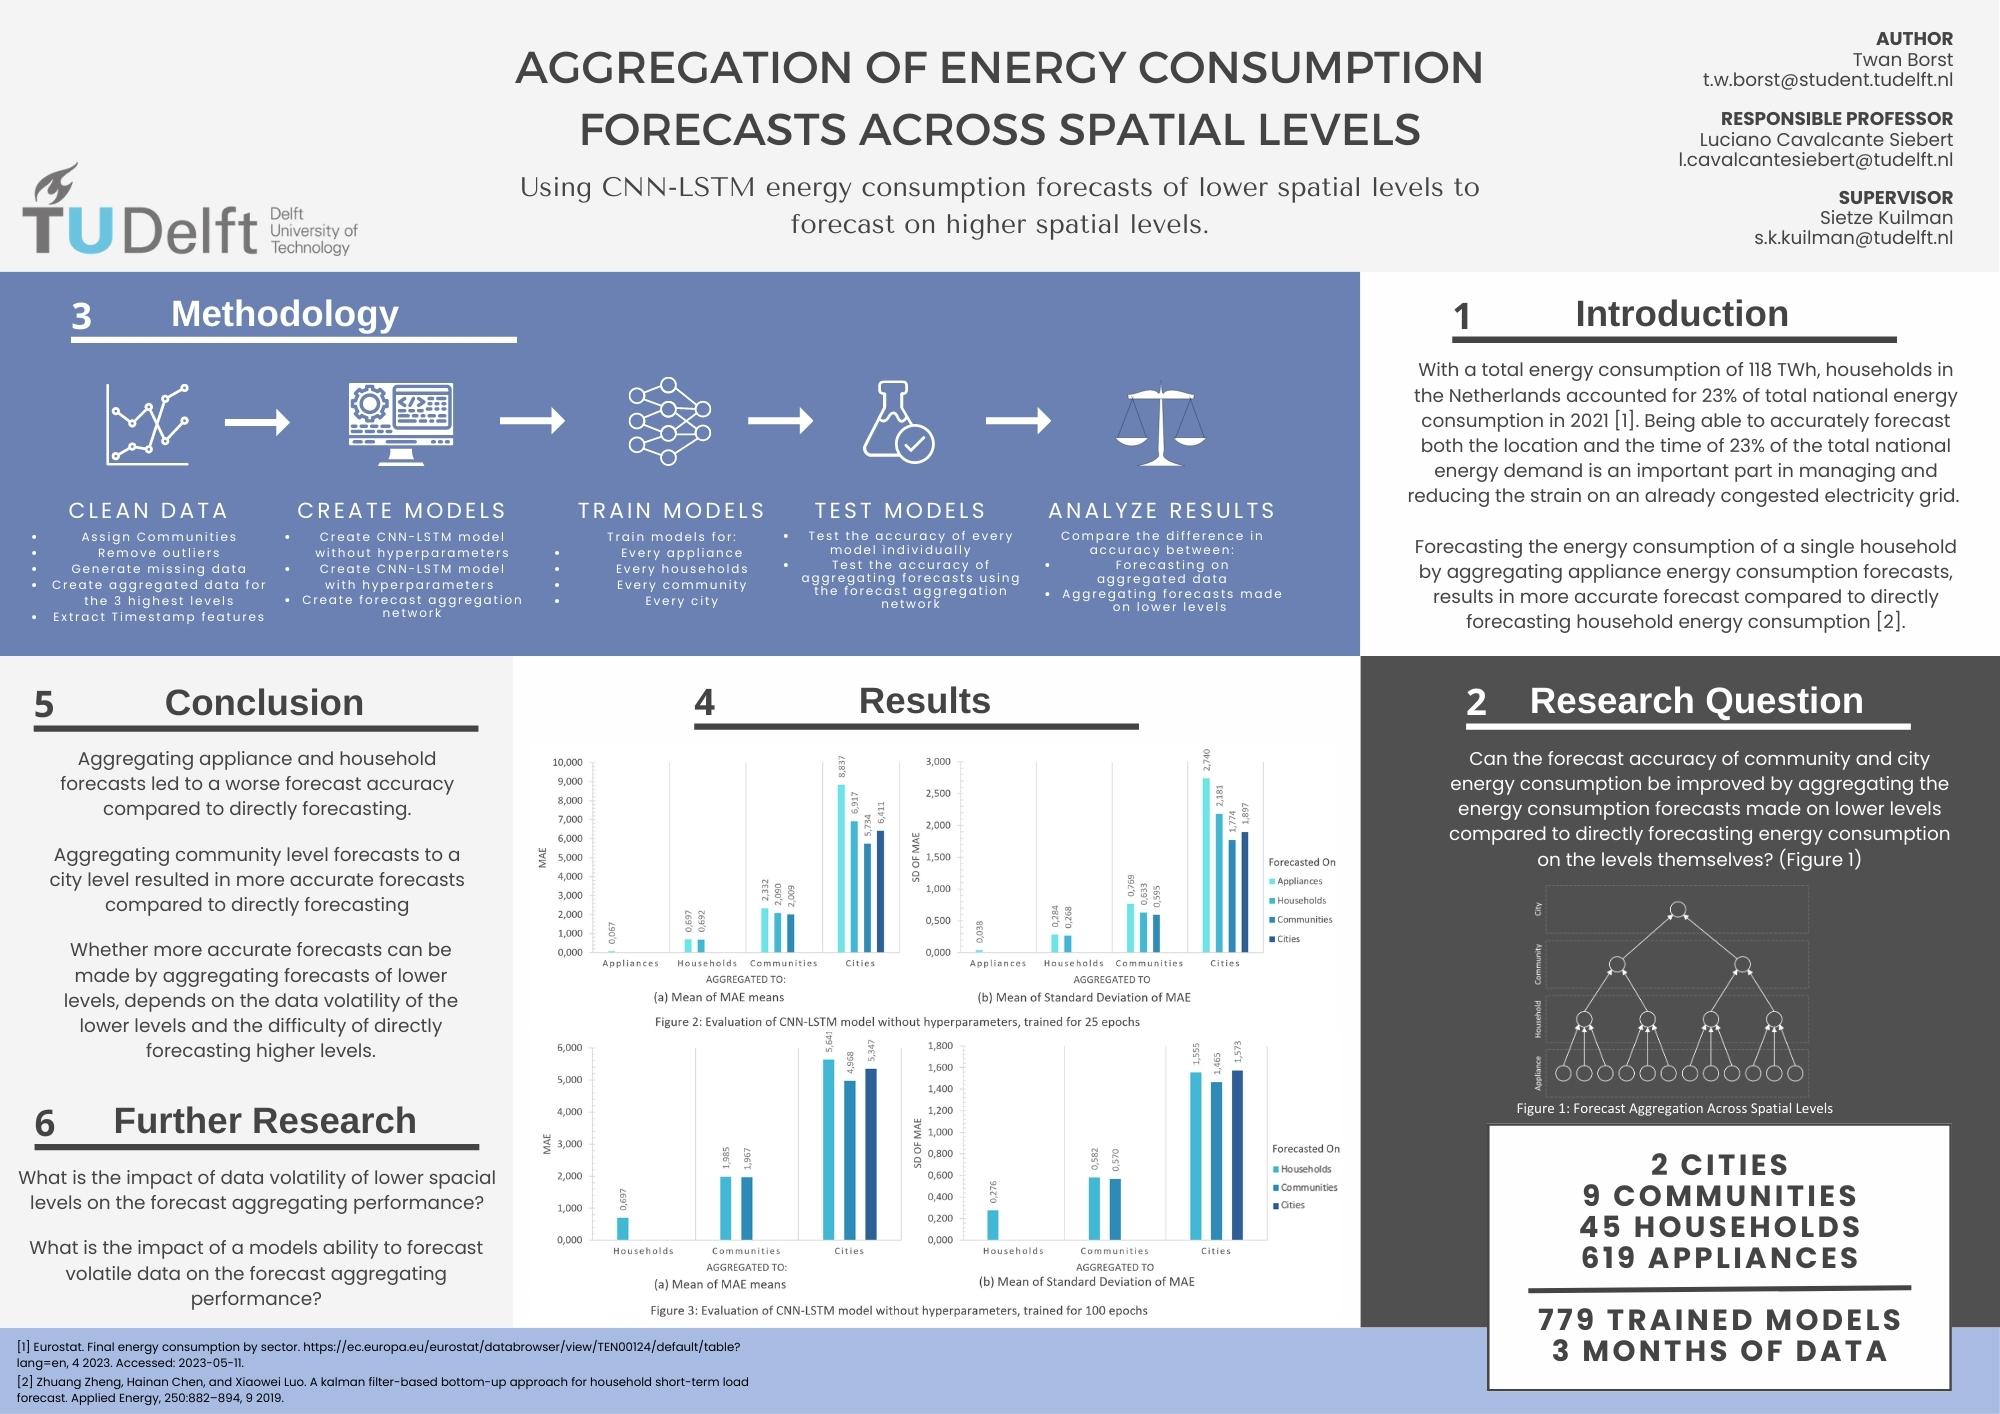 AGGREGATION OF ENERGY CONSUMPTION
FORECASTS ACROSS SPATIAL LEVELS
Using CNN-LSTM energy consumption forecasts of lower spatial levels to
forecast on higher spatial levels.
TUDelft
Delft
University of
Technology
AUTHOR
Twan Borst
t.w.borst@student.tudelft.nl
RESPONSIBLE PROFESSOR
Luciano Cavalcante Siebert
l.cavalcantesiebert@tudelft.nl
SUPERVISOR
Sietze Kuilman
s.k.kuilman@tudelft.nl
1 Introduction
With a total energy consumption of 118 TWh, households in
the Netherlands accounted for 23% of total national energy
consumption in 2021 [1]. Being able to accurately forecast
both the location and the time of 23% of the total national
energy demand is an important part in managing and
reducing the strain on an already congested electricity grid.
Forecasting the energy consumption of a single household
by aggregating appliance energy consumption forecasts,
results in more accurate forecast compared to directly
forecasting household energy consumption [2].
2 Research Question
Can the forecast accuracy of community and city
energy consumption be improved by aggregating the
energy consumption forecasts made on lower levels
compared to directly forecasting energy consumption
on the levels themselves? (Figure 1)
City
Community
Household
Appliance
Figure 1: Forecast Aggregation Across Spatial Levels
2 CITIES
9 COMMUNITIES
45 HOUSEHOLDS
619 APPLIANCES
779 TRAINED MODELS
3 MONTHS OF DATA
3 Methodology
CLEAN DATA
• Assign Communities
• Remove outliers
• Generate missing data
• Create aggregated data for
the 3 highest levels
• Extract Timestamp features
CREATE MODELS
• Create CNN-LSTM model
without hyperparameters
• Create CNN-LSTM model
with hyperparameters
• Create forecast aggregation
network
TRAIN MODELS
Train models for:
• Every appliance
• Every households
• Every community
• Every city
TEST MODELS
• Test the accuracy of every
model individually
• Test the accuracy of
aggregating forecasts using
the forecast aggregation
network
ANALYZE RESULTS
Compare the difference in
accuracy between:
• Forecasting on
aggregated data
• Aggregating forecasts made
on lower levels
4 Results
10,000
9,000
8,000
7,000
6,000
5,000
4,000
3,000
2,000
1,000
0,000
MAE
0,067
0,697
0,692
2,332
2,090
2,009
8,837
6,917
5,734
6,411
Appliances Households Communities Cities
AGGREGATED TO:
(a) Mean of MAE means
3,000
2,500
2,000
1,500
1,000
0,500
0,000
SD OF MAE
0,038
0,284
0,268
0,769
0,633
0,595
2,740
2,181
1,774
1,897
Appliances Households Communities Cities
AGGREGATED TO
(b) Mean of Standard Deviation of MAE
Forecasted On
Appliances
Households
Communities
Cities
Figure 2: Evaluation of CNN-LSTM model without hyperparameters, trained for 25 epochs
6,000
5,000
4,000
3,000
2,000
1,000
0,000
MAE
0,697
1,985
1,967
5,641
4,968
5,347
Households Communities Cities
AGGREGATED TO:
(a) Mean of MAE means
1,800
1,600
1,400
1,200
1,000
0,800
0,600
0,400
0,200
0,000
SD OF MAE
0,276
0,582
0,570
1,555
1,465
1,573
Households Communities Cities
AGGREGATED TO
(b) Mean of Standard Deviation of MAE
Forecasted On
Households
Communities
Cities
Figure 3: Evaluation of CNN-LSTM model without hyperparameters, trained for 100 epochs
5 Conclusion
Aggregating appliance and household
forecasts led to a worse forecast accuracy
compared to directly forecasting.
Aggregating community level forecasts to a
city level resulted in more accurate forecasts
compared to directly forecasting
Whether more accurate forecasts can be
made by aggregating forecasts of lower
levels, depends on the data volatility of the
lower levels and the difficulty of directly
forecasting higher levels.
6 Further Research
What is the impact of data volatility of lower spacial
levels on the forecast aggregating performance?
What is the impact of a models ability to forecast
volatile data on the forecast aggregating
performance?
[1] Eurostat. Final energy consumption by sector. https://ec.europa.eu/eurostat/databrowser/view/TEN00124/default/table?
lang=en, 4 2023. Accessed: 2023-05-11.
[2] Zhuang Zheng, Hainan Chen, and Xiaowei Luo. A kalman filter-based bottom-up approach for household short-term load
forecast. Applied Energy, 250:882–894, 9 2019.